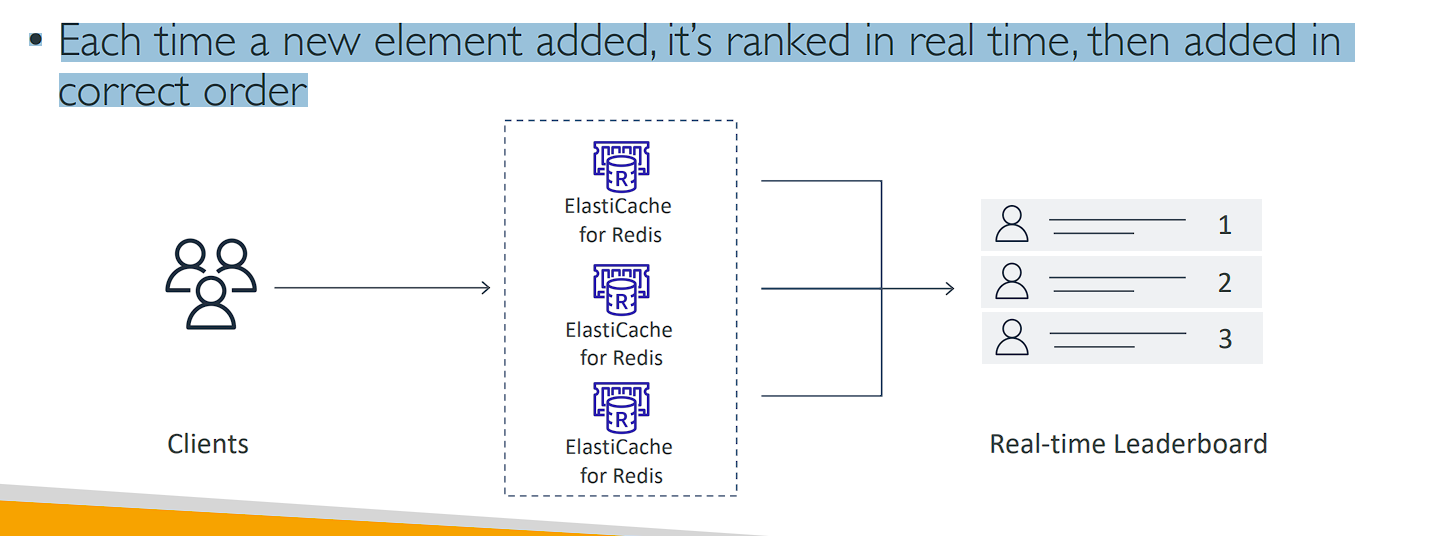 • Each time a new element added, it’s ranked in real time, then added in
correct order
R
ElastiCache
for Redis
R
ElastiCache
for Redis
R
ElastiCache
for Redis
1
2
3
Clients
Real-time Leaderboard